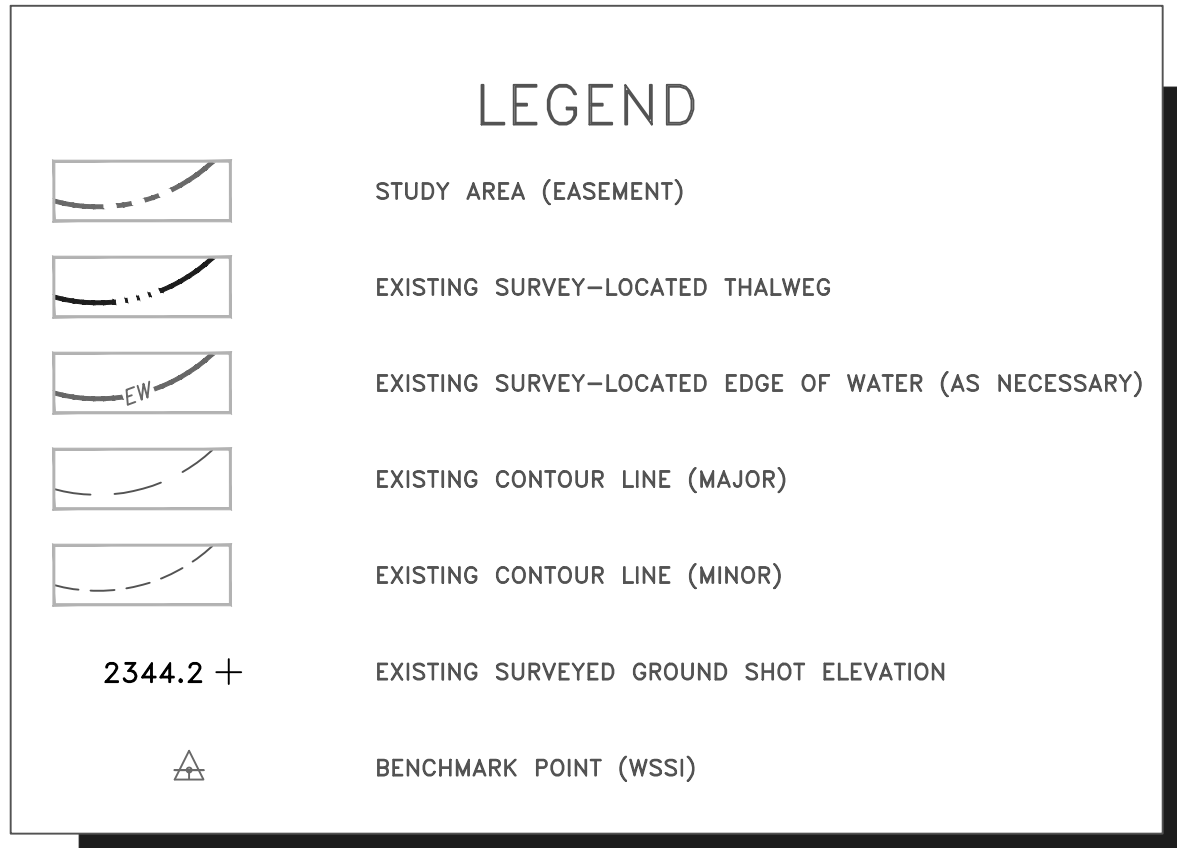 LEGEND
STUDY AREA (EASEMENT)
EXISTING SURVEY-LOCATED THALWEG
EW EXISTING SURVEY-LOCATED EDGE OF WATER (AS NECESSARY)
EXISTING CONTOUR LINE (MAJOR)
EXISTING CONTOUR LINE (MINOR)
2344.2 + EXISTING SURVEYED GROUND SHOT ELEVATION
BENCHMARK POINT (WSSI)